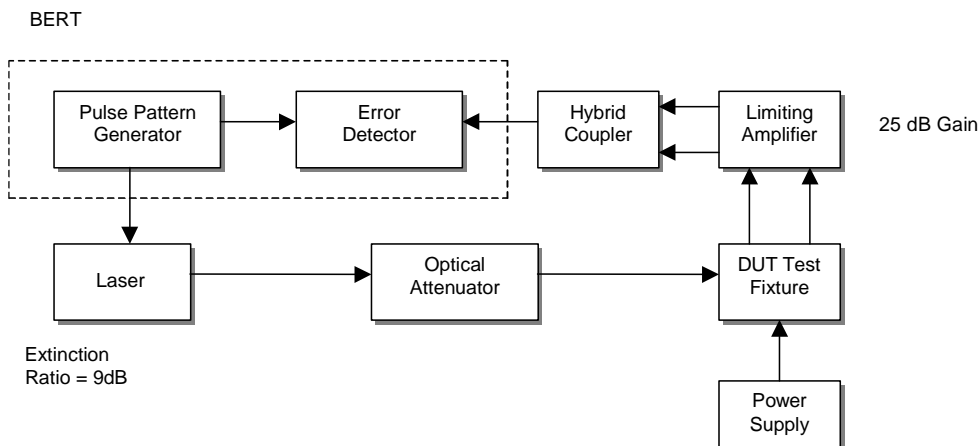 BERT
Pulse Pattern
Generator
Error
Detector
Hybrid
Coupler
Limiting
Amplifier
25 dB Gain
Laser
Optical
Attenuator
DUT Test
Fixture
Extinction
Ratio = 9dB
Power
Supply